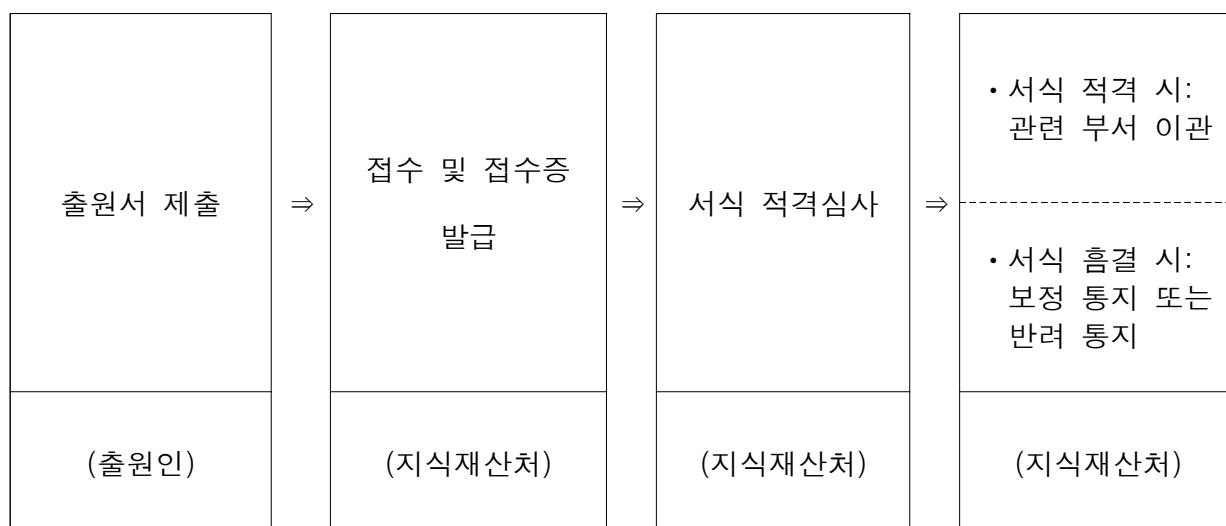 출원서 제출
⇒
접수 및 접수증
발급
⇒
서식 적격심사
⇒
• 서식 적격 시:
관련 부서 이관
• 서식 흠결 시:
보정 통지 또는
반려 통지
(출원인)
(지식재산처)
(지식재산처)
(지식재산처)